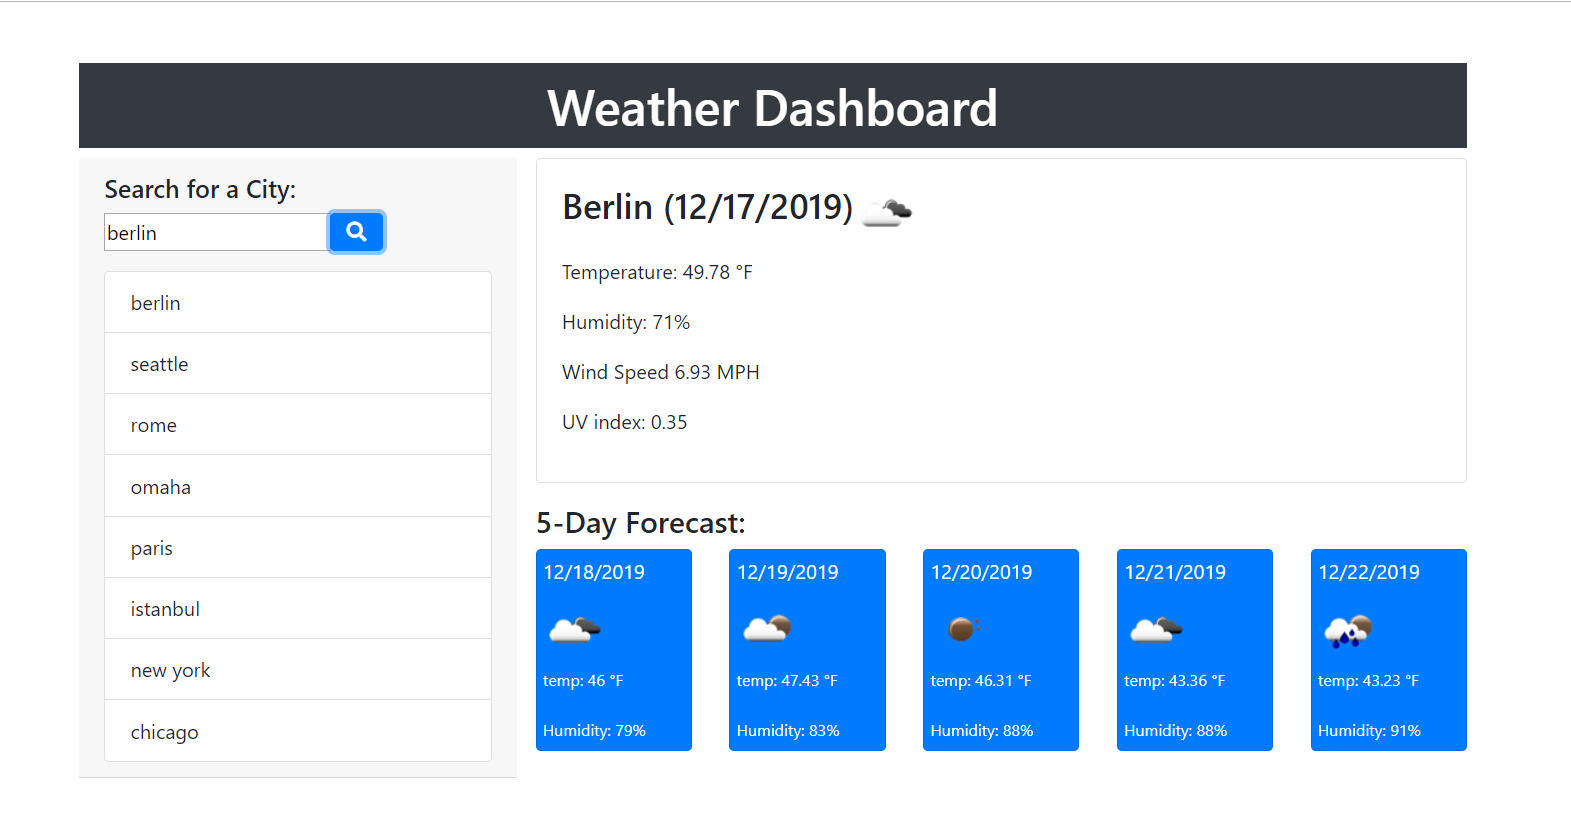 Weather Dashboard
Search for a City:
berlin
berlin
seattle
rome
omaha
paris
istanbul
new york
chicago
Berlin (12/17/2019)
Temperature: 49.78 °F
Humidity: 71%
Wind Speed 6.93 MPH
UV index: 0.35
5-Day Forecast:
12/18/2019
temp: 46 °F
Humidity: 79%
12/19/2019
temp: 47.43 °F
Humidity: 83%
12/20/2019
temp: 46.31 °F
Humidity: 88%
12/21/2019
temp: 43.36 °F
Humidity: 88%
12/22/2019
temp: 43.23 °F
Humidity: 91%